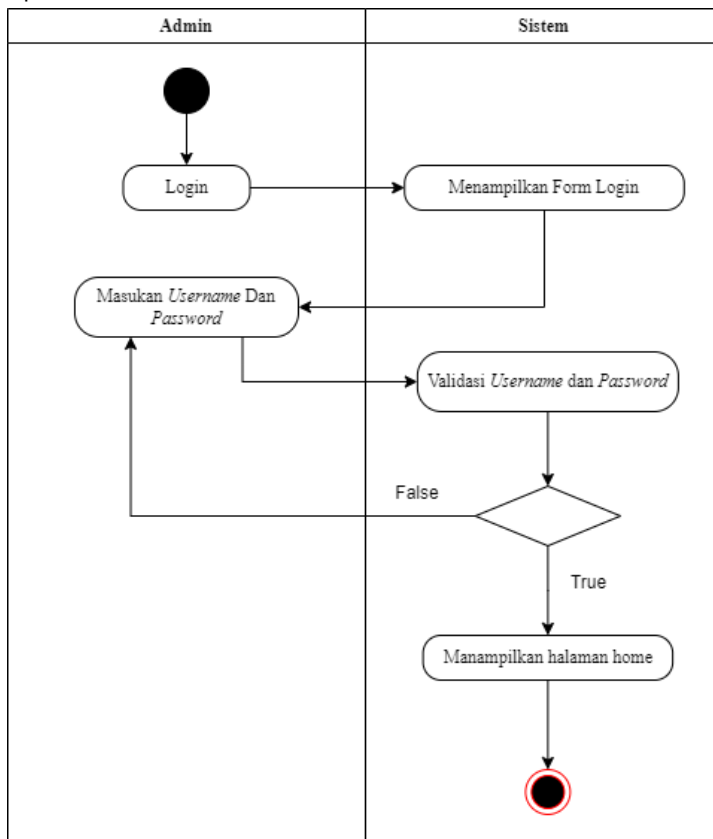 Admin
Sistem
Login
Menampilkan Form Login
Masukan Username Dan
Password
Validasi Username dan Password
False
True
Manampilkan halaman home